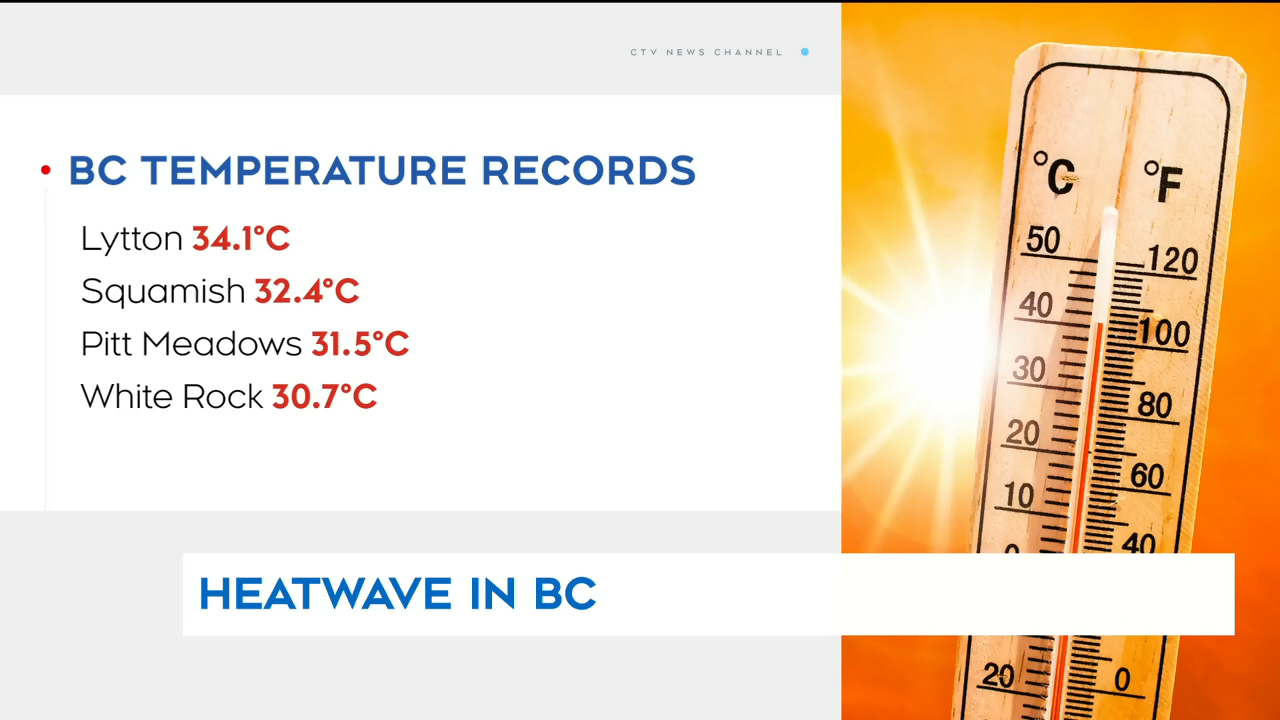 CTV NEWS CHANNEL
BC TEMPERATURE RECORDS
Lytton 34.1°C
Squamish 32.4°C
Pitt Meadows 31.5°C
White Rock 30.7°C
HEATWAVE IN BC
°C °F
50 120
40 100
30 80
20 60
10 40
0
20 0